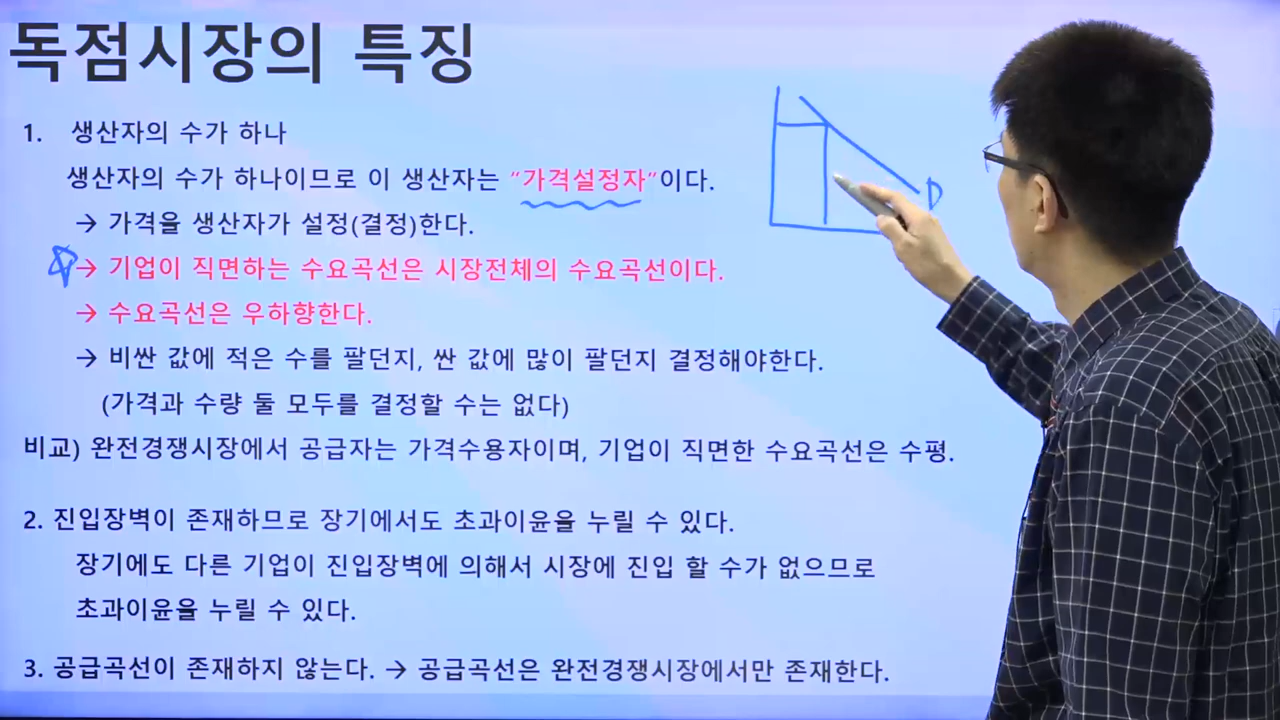 독점시장의 특징
1. 생산자의 수가 하나
생산자의 수가 하나이므로 이 생산자는 “가격설정자”이다.
→ 가격을 생산자가 설정(결정)한다.
→ 기업이 직면하는 수요곡선은 시장전체의 수요곡선이다.
→ 수요곡선은 우하향한다.
→ 비싼 값에 적은 수를 팔던지, 싼 값에 많이 팔던지 결정해야한다.
(가격과 수량 둘 모두를 결정할 수는 없다)
비교) 완전경쟁시장에서 공급자는 가격수용자이며, 기업이 직면한 수요곡선은 수평.
2. 진입장벽이 존재하므로 장기에서도 초과이윤을 누릴 수 있다.
장기에도 다른 기업이 진입장벽에 의해서 시장에 진입 할 수가 없으므로
초과이윤을 누릴 수 있다.
3. 공급곡선이 존재하지 않는다. → 공급곡선은 완전경쟁시장에서만 존재한다.
D